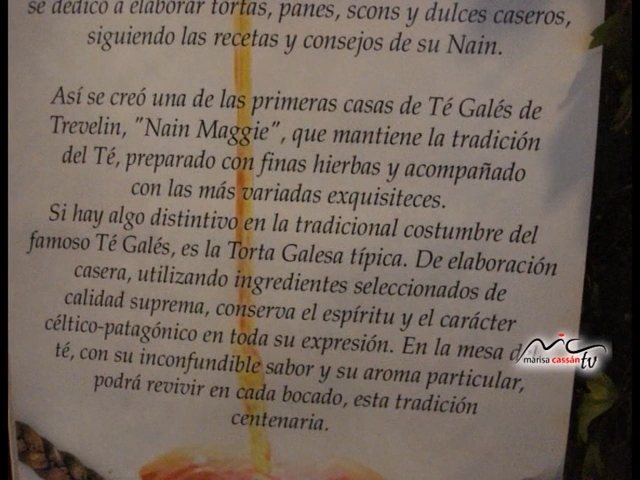 se dedicó a elaborar tortas, panes, scons y dulces caseros,
siguiendo las recetas y consejos de su Nain.
Así se creó una de las primeras casas de Té Galés de
Trevelin, "Nain Maggie", que mantiene la tradición
del Té, preparado con finas hierbas y acompañado
con las más variadas exquisiteces.
Si hay algo distintivo en la tradicional costumbre del
famoso Té Galés, es la Torta Galesa típica. De elaboración
casera, utilizando ingredientes seleccionados de
calidad suprema, conserva el espíritu y el carácter
céltico-patagónico en toda su expresión. En la mesa
té, con su inconfundible sabor y su aroma particular,
podrá revivir en cada bocado, esta tradición
centenaria.
marisa cassán tv